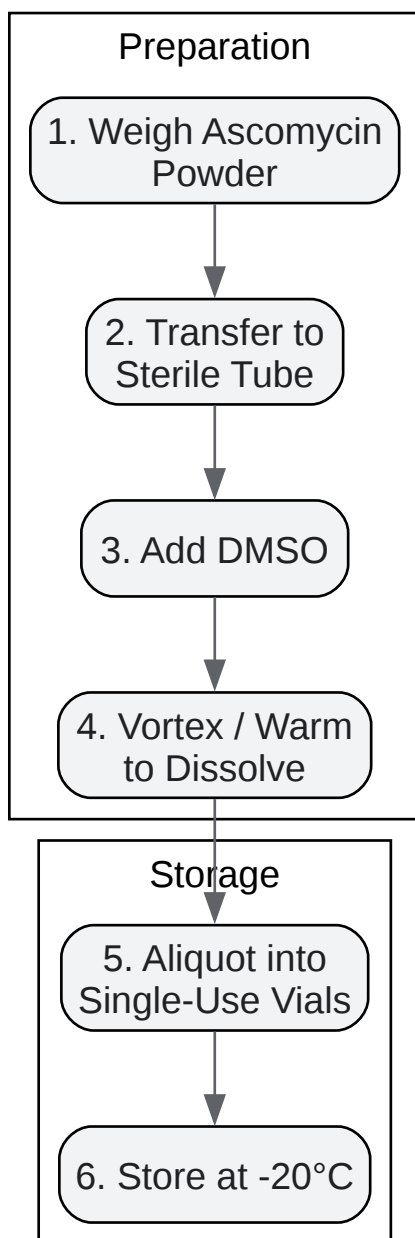 Preparation
1. Weigh Ascomycin
Powder
2. Transfer to
Sterile Tube
3. Add DMSO
4. Vortex / Warm
to Dissolve
Storage
5. Aliquot into
Single-Use Vials
6. Store at -20°C